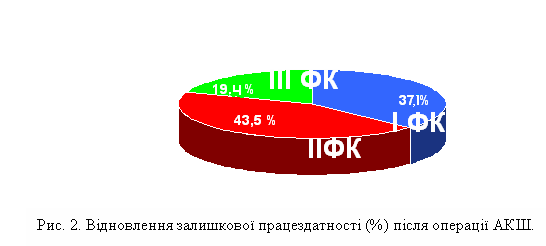 III ФК
19,4 %
37,1%
I ФК
43,5 %
IIФК
Рис. 2. Відновлення залишкової працездатності (%) після операції АКШ.